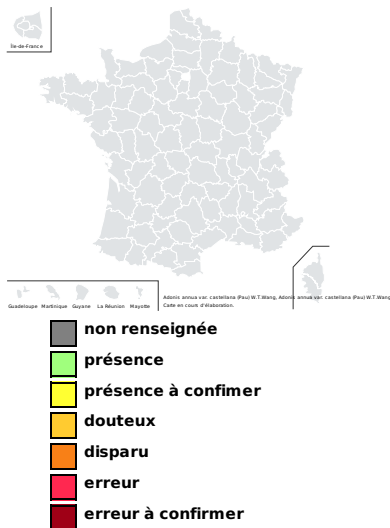 Île-de-France
Guadeloupe Martinique Guyane La Réunion Mayotte
Adonis annua var. castellana (Pau) W.T.Wang, Adonis annua var. castellana (Pau) W.T.Wang
Carte en cours d'élaboration.
non renseignée
présence
présence à confimer
douteux
disparu
erreur
erreur à confirmer